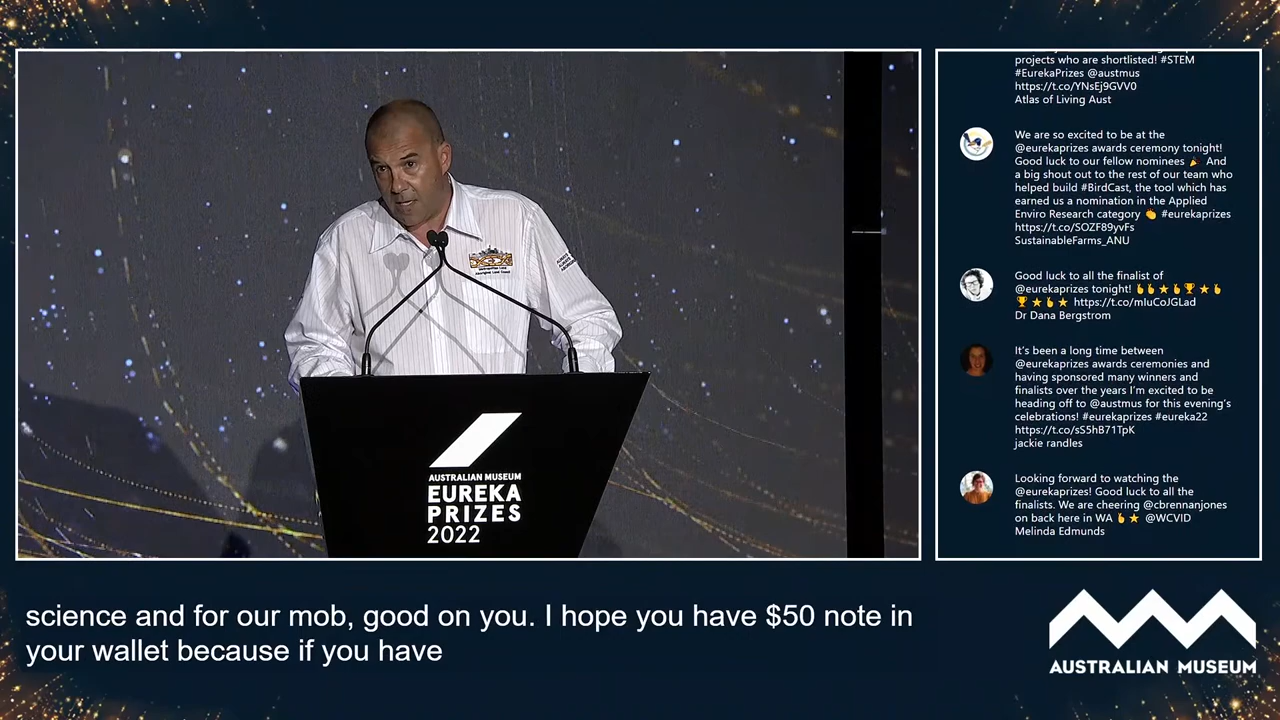 projects who are shortlisted! #STEM
#EurekaPrizes @austmus
https://t.co/YNsEj9GVV0
Atlas of Living Aust
We are so excited to be at the
@eurekaprizes awards ceremony tonight!
Good luck to our fellow nominees 🎉 And
a big shout out to the rest of our team who
helped build #BirdCast, the tool which has
earned us a nomination in the Applied
Enviro Research category 👏 #eurekaprizes
https://t.co/SOZF89yvFs
SustainableFarms_ANU
Good luck to all the finalist of
@eurekaprizes tonight!
https://t.co/mIuCoJGLad
Dr Dana Bergstrom
It's been a long time between
@eurekaprizes awards ceremonies and
having sponsored many winners and
finalists over the years I'm excited to be
heading off to @austmus for this evening's
celebrations! #eurekaprizes #eureka22
https://t.co/sS5hB71TpK
jackie randles
Looking forward to watching the
@eurekaprizes! Good luck to all the
finalists. We are cheering @cbrennanjones
on back here in WA @WCVID
Melinda Edmunds
Metropolitan Local
Aboriginal Land Council
AUSTRALIAN MUSEUM
EUREKA
PRIZES
2022
science and for our mob, good on you. I hope you have $50 note in
your wallet because if you have
AUSTRALIAN MUSEUM